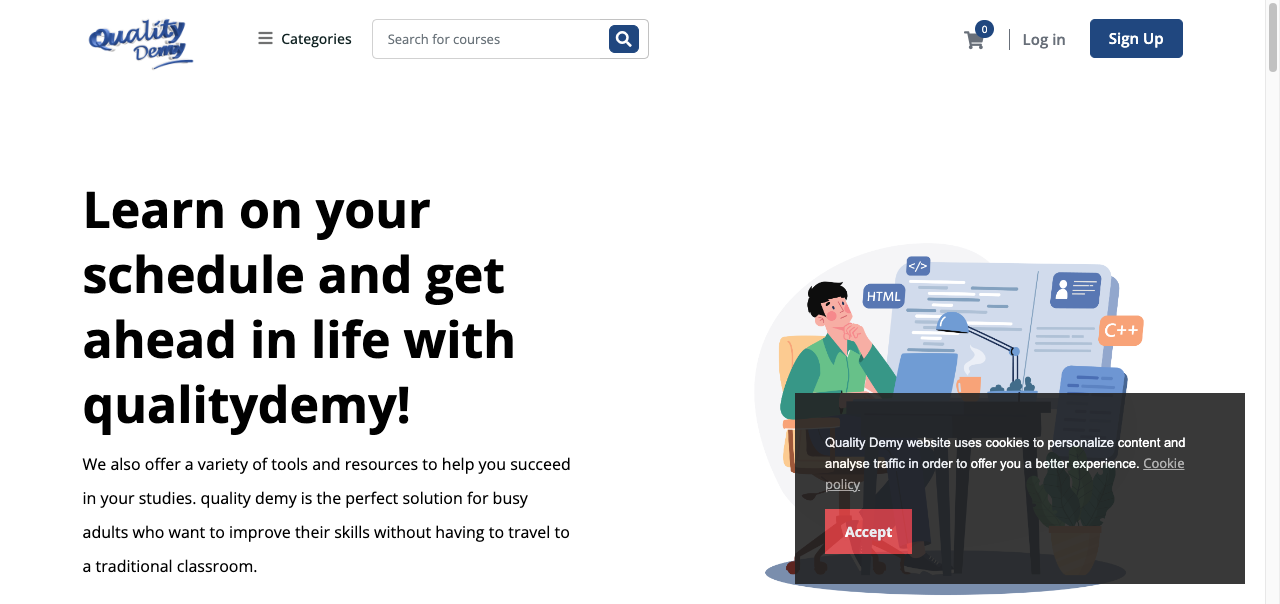 Quality
Demy
Categories
Search for courses
0
Log in
Sign Up
Learn on your
schedule and get
ahead in life with
qualitydemy!
We also offer a variety of tools and resources to help you succeed
in your studies. quality demy is the perfect solution for busy
adults who want to improve their skills without having to travel to
a traditional classroom.
</>
HTML
C++
Quality Demy website uses cookies to personalize content and
analyse traffic in order to offer you a better experience. Cookie
policy
Accept